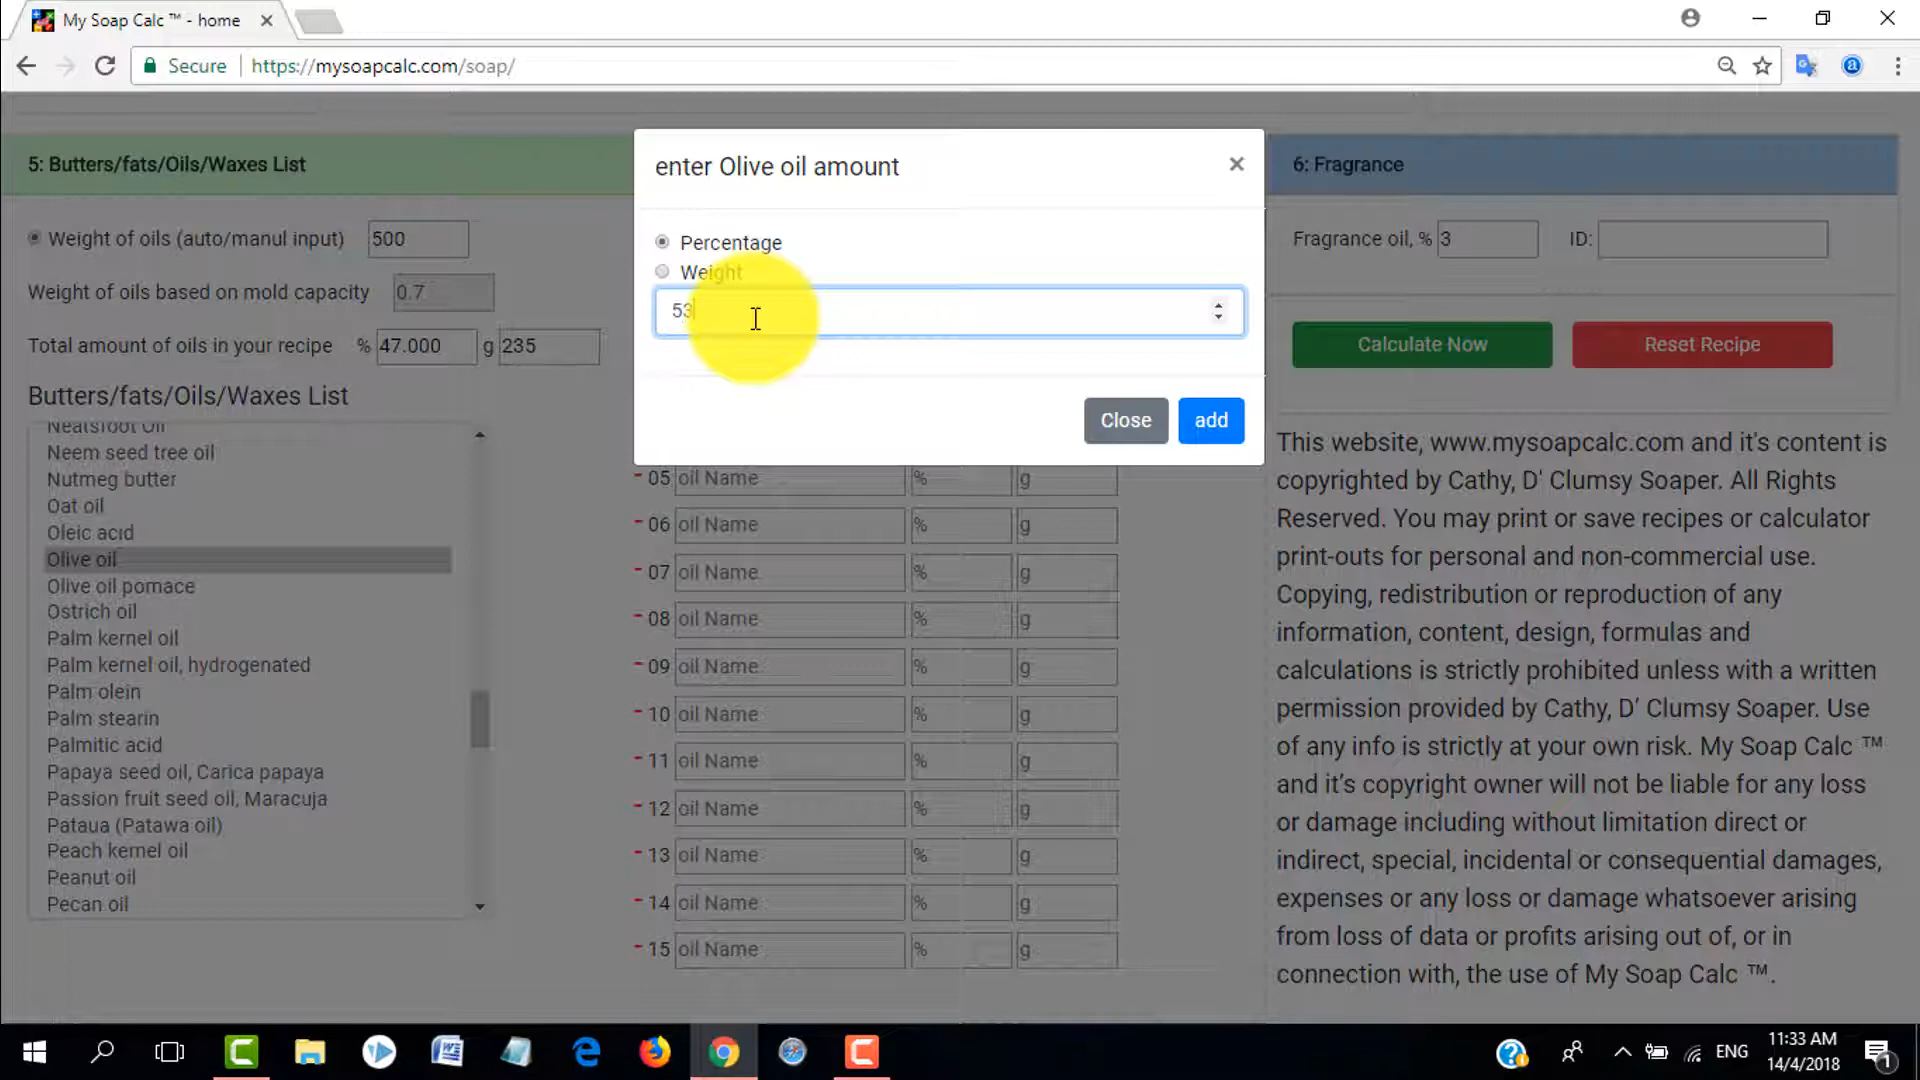 My Soap Calc ™ - home
Secure
https://mysoapcalc.com/soap/
5: Butters/fats/Oils/Waxes List
Weight of oils (auto/manul input) 500
Weight of oils based on mold capacity 0.7
Total amount of oils in your recipe % 47.000 g 235
Butters/fats/Oils/Waxes List
Neatsfoot Oil
Neem seed tree oil
Nutmeg butter
Oat oil
Oleic acid
Olive oil
Olive oil pomace
Ostrich oil
Palm kernel oil
Palm kernel oil, hydrogenated
Palm olein
Palm stearin
Palmitic acid
Papaya seed oil, Carica papaya
Passion fruit seed oil, Maracuja
Pataua (Patawa oil)
Peach kernel oil
Peanut oil
Pecan oil
enter Olive oil amount
Percentage
Weight
53
Close add
- 05 oil Name % g
- 06 oil Name % g
- 07 oil Name % g
- 08 oil Name % g
- 09 oil Name % g
- 10 oil Name % g
- 11 oil Name % g
- 12 oil Name % g
- 13 oil Name % g
- 14 oil Name % g
- 15 oil Name % g
6: Fragrance
Fragrance oil, % 3 ID:
Calculate Now Reset Recipe
This website, www.mysoapcalc.com and it's content is
copyrighted by Cathy, D' Clumsy Soaper. All Rights
Reserved. You may print or save recipes or calculator
print-outs for personal and non-commercial use.
Copying, redistribution or reproduction of any
information, content, design, formulas and
calculations is strictly prohibited unless with a written
permission provided by Cathy, D’ Clumsy Soaper. Use
of any info is strictly at your own risk. My Soap Calc ™
and it’s copyright owner will not be liable for any loss
or damage including without limitation direct or
indirect, special, incidental or consequential damages,
expenses or any loss or damage whatsoever arising
from loss of data or profits arising out of, or in
connection with, the use of My Soap Calc ™.
ENG
11:33 AM
14/4/2018
1